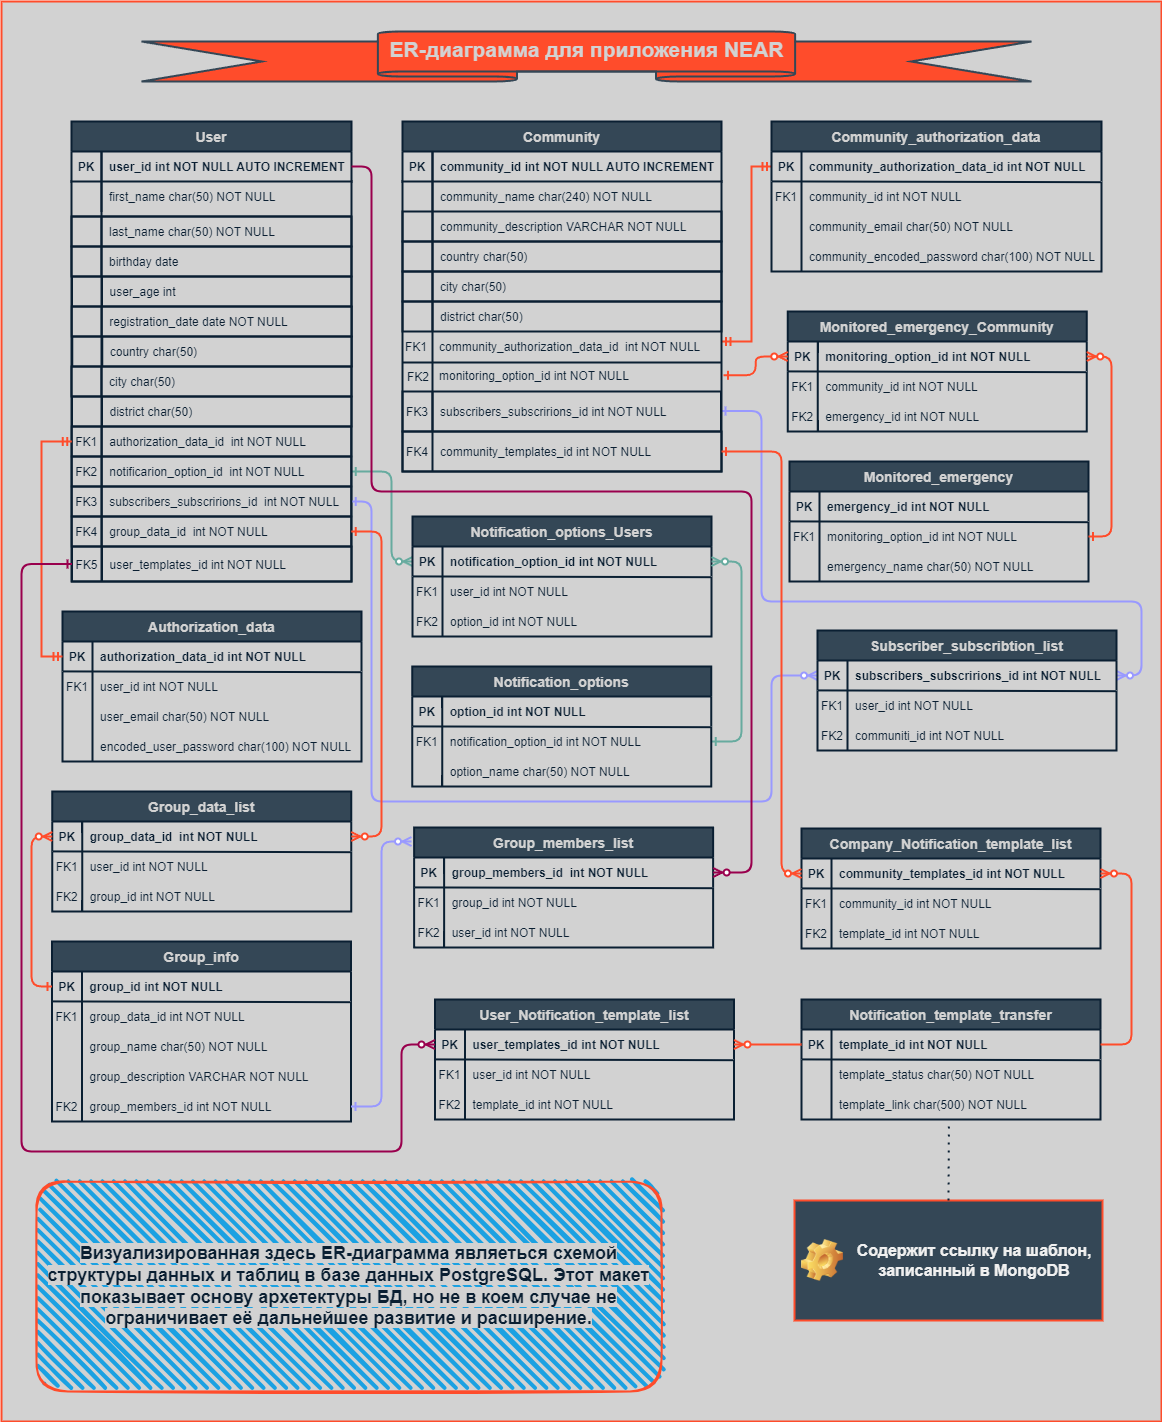 ER-диаграмма для приложения NEAR
User
PK user_id int NOT NULL AUTO INCREMENT
first_name char(50) NOT NULL
last_name char(50) NOT NULL
birthday date
user_age int
registration_date date NOT NULL
country char(50)
city char(50)
district char(50)
FK1 authorization_data_id int NOT NULL
FK2 notificarion_option_id int NOT NULL
FK3 subscribers_subscririons_id int NOT NULL
FK4 group_data_id int NOT NULL
FK5 user_templates_id int NOT NULL
Community
PK community_id int NOT NULL AUTO INCREMENT
community_name char(240) NOT NULL
community_description VARCHAR NOT NULL
country char(50)
city char(50)
district char(50)
FK1 community_authorization_data_id int NOT NULL
FK2 monitoring_option_id int NOT NULL
FK3 subscribers_subscririons_id int NOT NULL
FK4 community_templates_id int NOT NULL
Community_authorization_data
PK community_authorization_data_id int NOT NULL
FK1 community_id int NOT NULL
community_email char(50) NOT NULL
community_encoded_password char(100) NOT NULL
Monitored_emergency_Community
PK monitoring_option_id int NOT NULL
FK1 community_id int NOT NULL
FK2 emergency_id int NOT NULL
Monitored_emergency
PK emergency_id int NOT NULL
FK1 monitoring_option_id int NOT NULL
emergency_name char(50) NOT NULL
Notification_options_Users
PK notification_option_id int NOT NULL
FK1 user_id int NOT NULL
FK2 option_id int NOT NULL
Authorization_data
PK authorization_data_id int NOT NULL
FK1 user_id int NOT NULL
user_email char(50) NOT NULL
encoded_user_password char(100) NOT NULL
Notification_options
PK option_id int NOT NULL
FK1 notification_option_id int NOT NULL
option_name char(50) NOT NULL
Subscriber_subscribtion_list
PK subscribers_subscririons_id int NOT NULL
FK1 user_id int NOT NULL
FK2 communiti_id int NOT NULL
Group_data_list
PK group_data_id int NOT NULL
FK1 user_id int NOT NULL
FK2 group_id int NOT NULL
Group_members_list
PK group_members_id int NOT NULL
FK1 group_id int NOT NULL
FK2 user_id int NOT NULL
Company_Notification_template_list
PK community_templates_id int NOT NULL
FK1 community_id int NOT NULL
FK2 template_id int NOT NULL
Group_info
PK group_id int NOT NULL
FK1 group_data_id int NOT NULL
group_name char(50) NOT NULL
group_description VARCHAR NOT NULL
FK2 group_members_id int NOT NULL
User_Notification_template_list
PK user_templates_id int NOT NULL
FK1 user_id int NOT NULL
FK2 template_id int NOT NULL
Notification_template_transfer
PK template_id int NOT NULL
template_status char(50) NOT NULL
template_link char(500) NOT NULL
Визуализированная здесь ER-диаграмма являеться схемой
структуры данных и таблиц в базе данных PostgreSQL. Этот макет
показывает основу архетектуры БД, но не в коем случае не
ограничивает её дальнейшее развитие и расширение.
Содержит ссылку на шаблон,
записанный в MongoDB